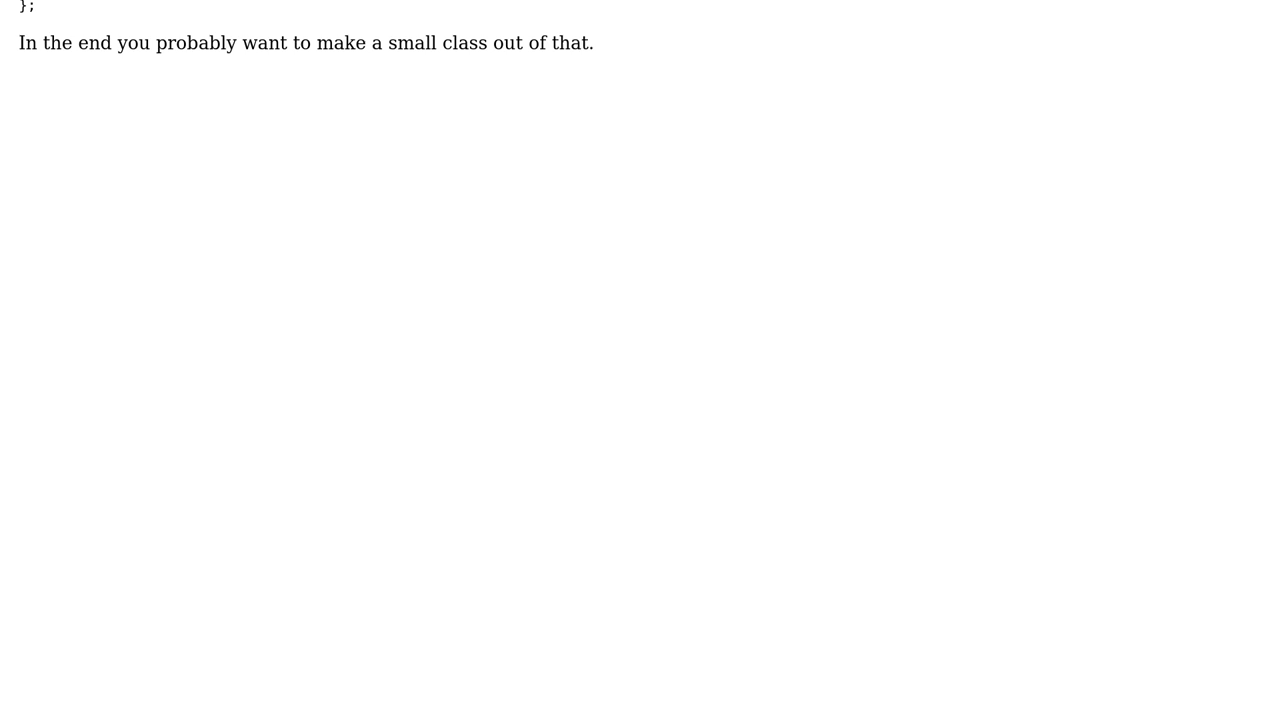 };
In the end you probably want to make a small class out of that.